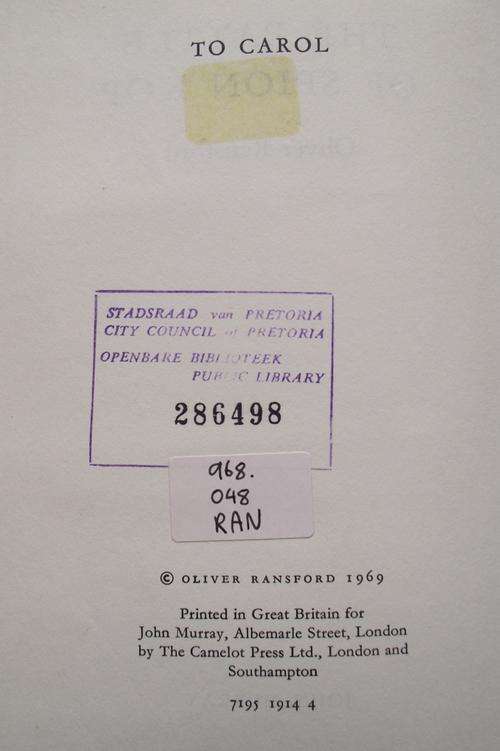 TO CAROL
STADSRAAD van PRETORIA
CITY COUNCIL of PRETORIA
OPENBARE BIBLIOTEEK
PUBLIC LIBRARY
286498
968.
048
RAN
© OLIVER RANSFORD 1969
Printed in Great Britain for
John Murray, Albemarle Street, London
by The Camelot Press Ltd., London and
Southampton
7195 1914 4